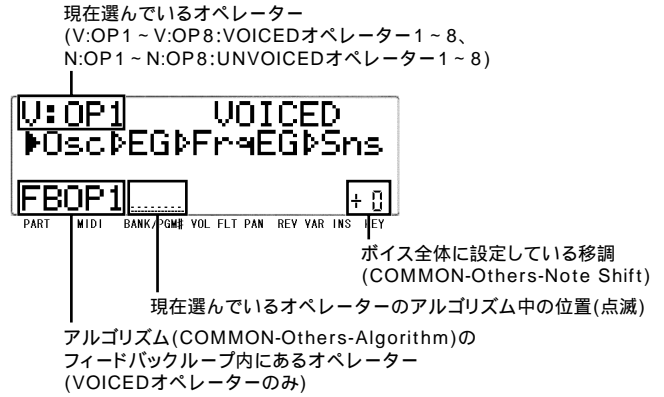 現在選んでいるオペレーター
(V:OP1~V:OP8:VOICEDオペレーター1~8、
N:OP1~N:OP8:UNVOICEDオペレーター1~8)
V:OP1 VOICED
Osc EG FrqEG Sns
FBOP1 + 0
PART MIDI BANK/PGM# VOL FLT PAN REV VAR INS KEY
ボイス全体に設定している移調
(COMMON-Others-Note Shift)
現在選んでいるオペレーターのアルゴリズム中の位置(点滅)
アルゴリズム(COMMON-Others-Algorithm)の
フィードバックループ内にあるオペレーター
(VOICEDオペレーターのみ)